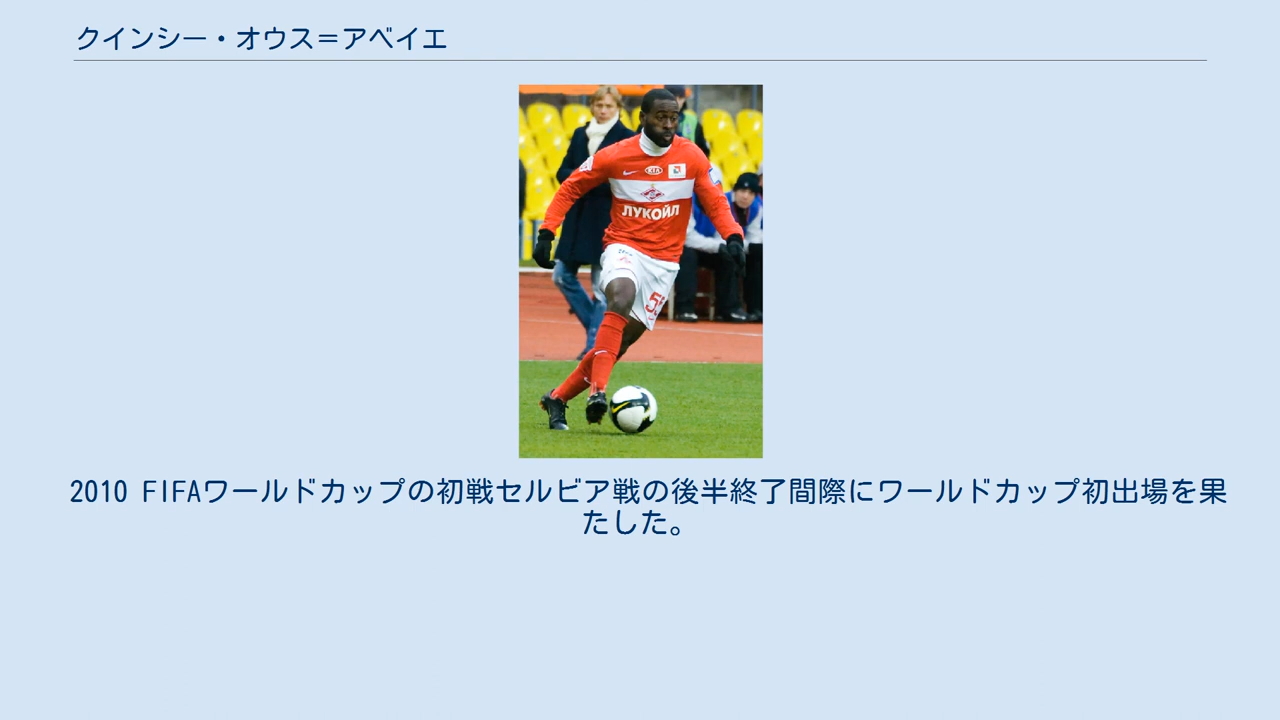 クインシー・オウス＝アベイエ
KIA
ЛУКОЙЛ
2010 FIFAワールドカップの初戦セルビア戦の後半終了間際にワールドカップ初出場を果
たした。